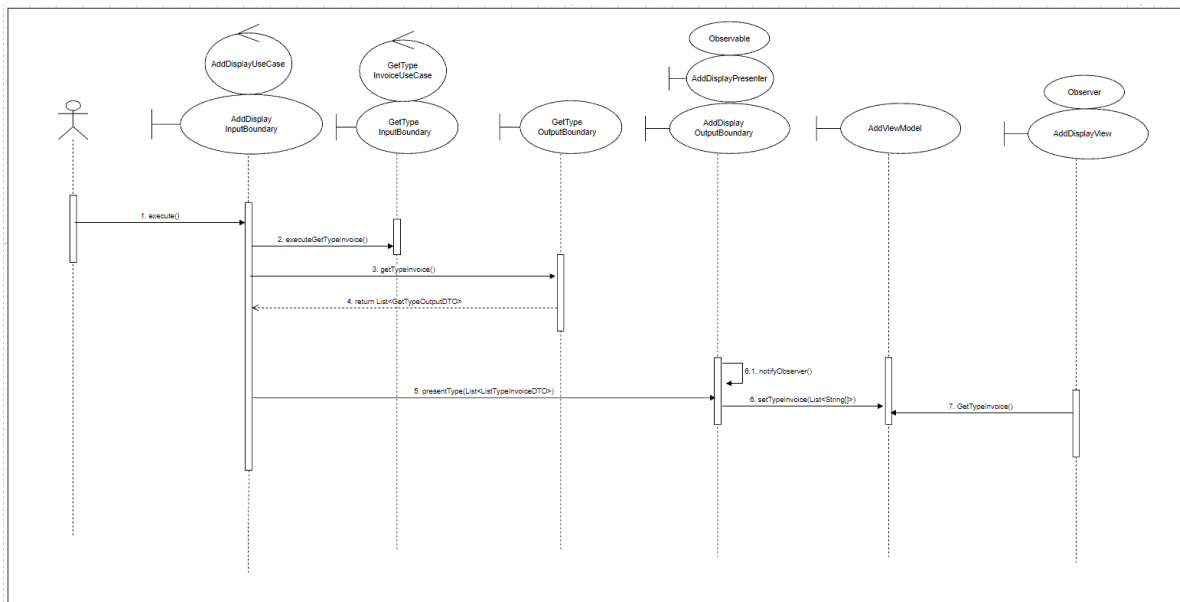 Observable
AddDisplayUseCase
GetType
InvoiceUseCase
AddDisplayPresenter
Observer
AddDisplay
InputBoundary
GetType
InputBoundary
GetType
OutputBoundary
AddDisplay
OutputBoundary
AddViewModel
AddDisplayView
1. execute()
2. executeGetTypeInvoice()
3. getTypeInvoice()
4. return List<GetTypeOutputDTO>
6.1. notifyObserver()
5. presentType(List<ListTypeInvoiceDTO>)
6. setTypeInvoice(List<String[]>)
7. GetTypeInvoice()